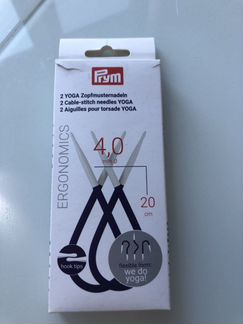 Prym
2 YOGA Zopfmusternadeln
2 Cable-stitch needles YOGA
2 Aiguilles pour torsade YOGA
ERGONOMICS
4,0
20
cm
hook tips
flexible form:
we do
yoga!